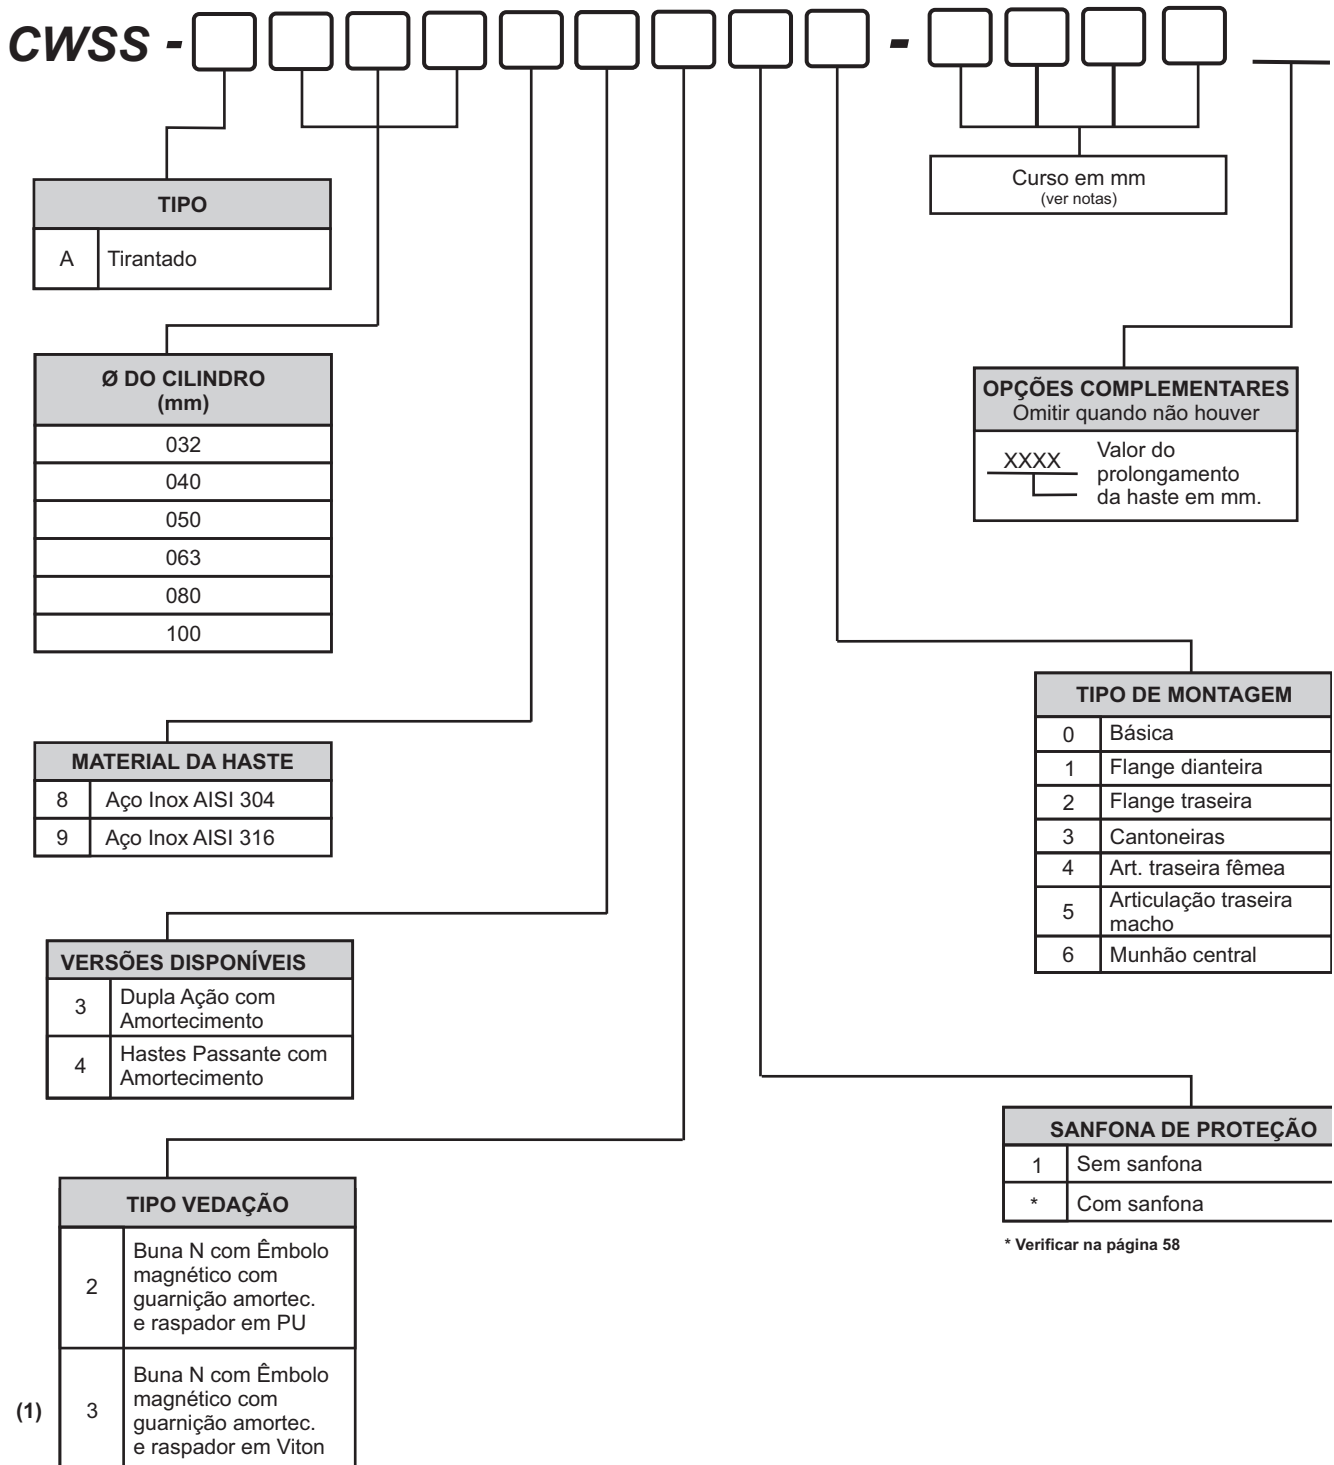 CWSS - -
TIPO
A Tirantado
Curso em mm
(ver notas)
Ø DO CILINDRO
(mm)
032
040
050
063
080
100
OPÇÕES COMPLEMENTARES
Omitir quando não houver
XXXX Valor do
prolongamento
da haste em mm.
MATERIAL DA HASTE
8 Aço Inox AISI 304
9 Aço Inox AISI 316
TIPO DE MONTAGEM
0 Básica
1 Flange dianteira
2 Flange traseira
3 Cantoneiras
4 Art. traseira fêmea
5 Articulação traseira
macho
6 Munhão central
VERSÕES DISPONÍVEIS
3 Dupla Ação com
Amortecimento
4 Hastes Passante com
Amortecimento
SANFONA DE PROTEÇÃO
1 Sem sanfona
* Com sanfona
* Verificar na página 58
TIPO VEDAÇÃO
2 Buna N com Êmbolo
magnético com
guarnição amortec.
e raspador em PU
(1) 3 Buna N com Êmbolo
magnético com
guarnição amortec.
e raspador em Viton